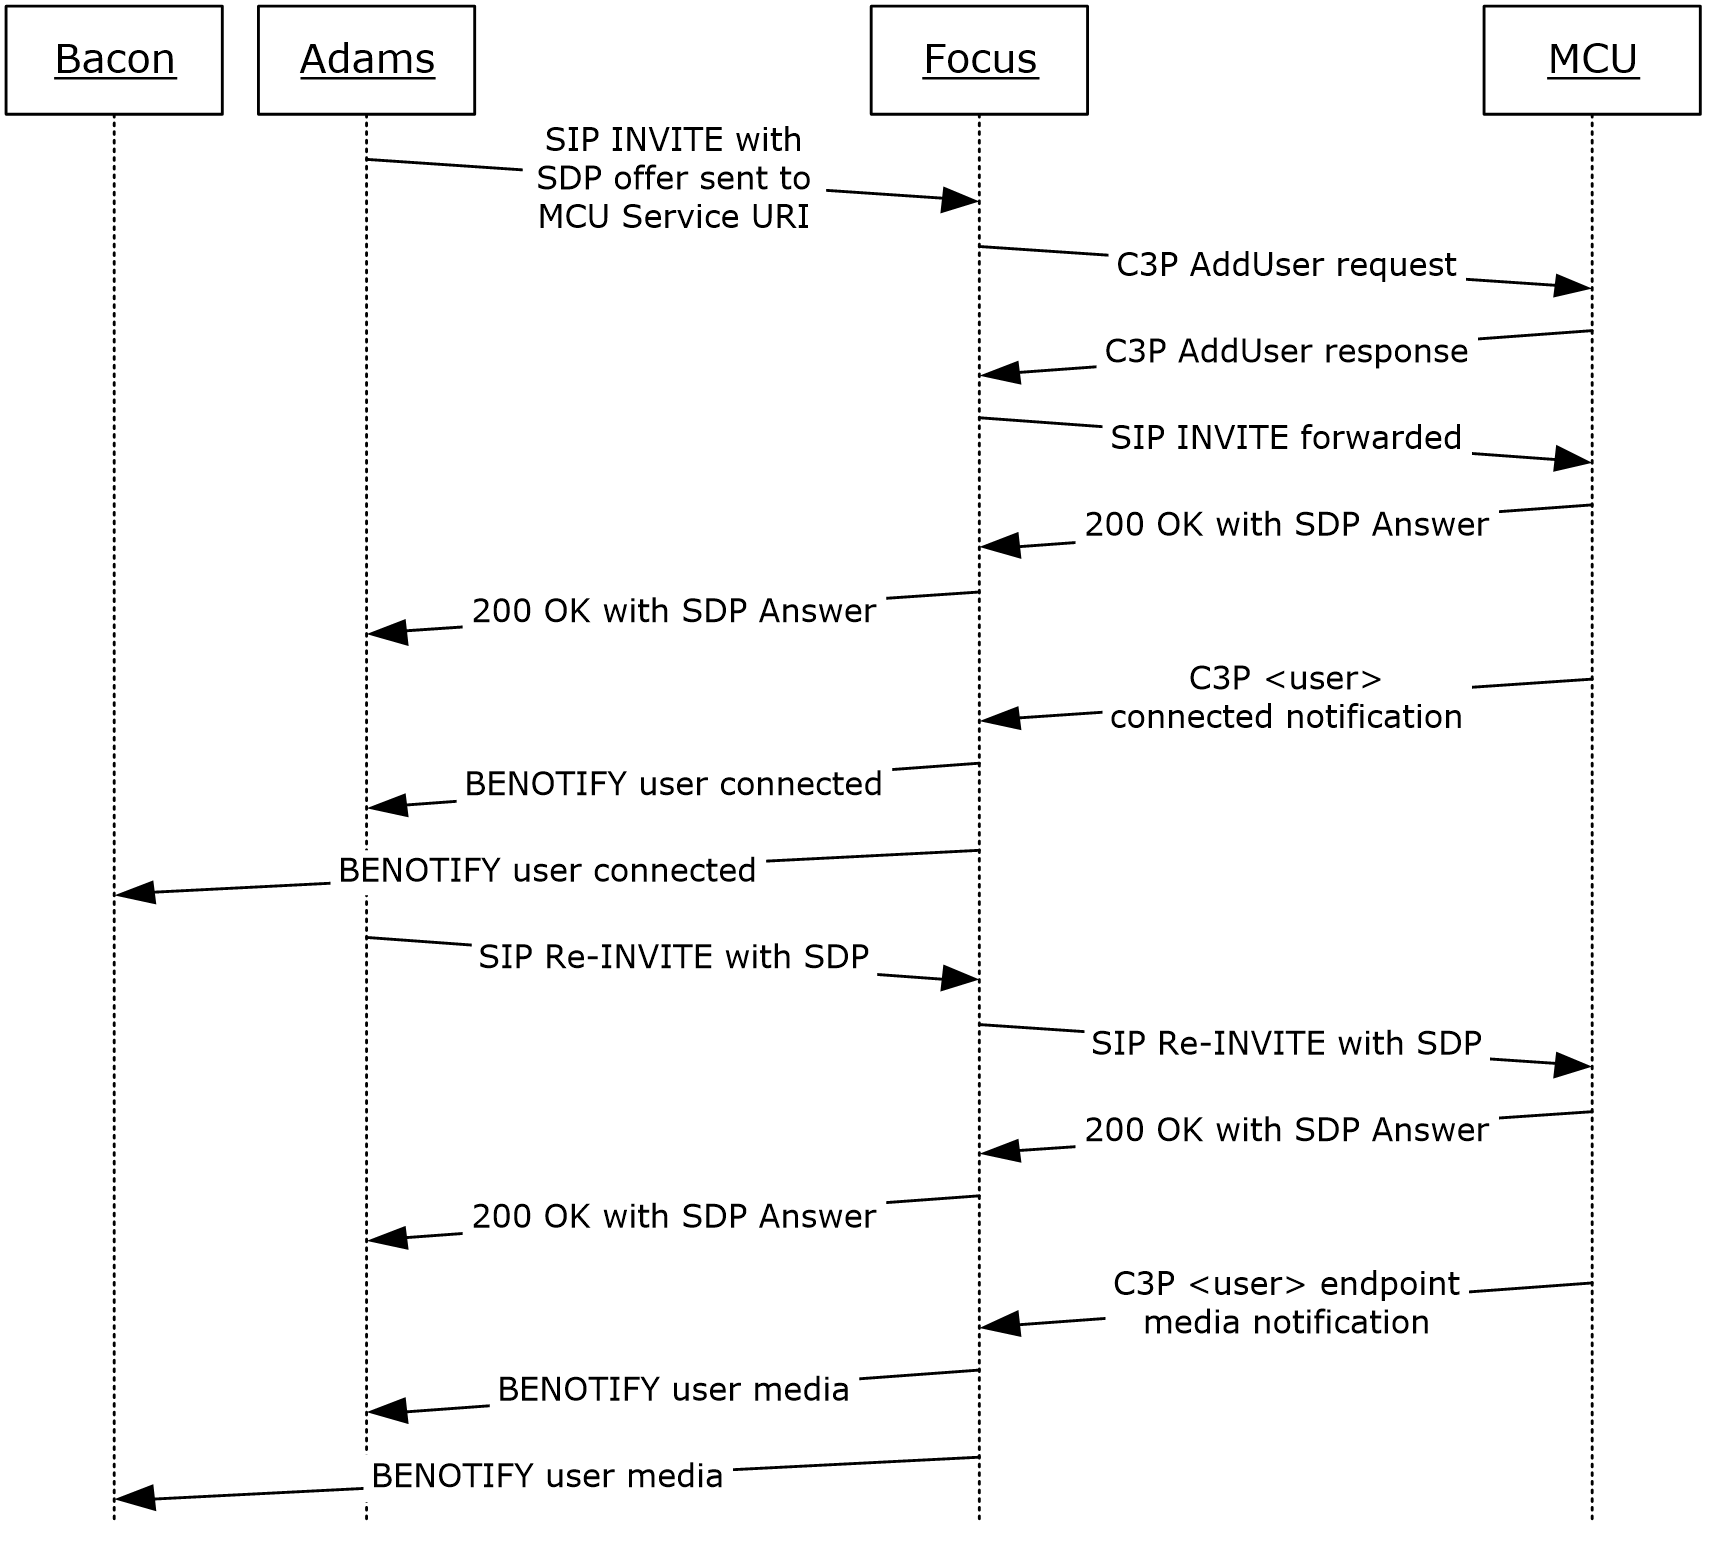 Bacon
Adams
Focus
MCU
SIP INVITE with
SDP offer sent to
MCU Service URI
C3P AddUser request
C3P AddUser response
SIP INVITE forwarded
200 OK with SDP Answer
200 OK with SDP Answer
C3P <user>
connected notification
BENOTIFY user connected
BENOTIFY user connected
SIP Re-INVITE with SDP
SIP Re-INVITE with SDP
200 OK with SDP Answer
200 OK with SDP Answer
C3P <user> endpoint
media notification
BENOTIFY user media
BENOTIFY user media